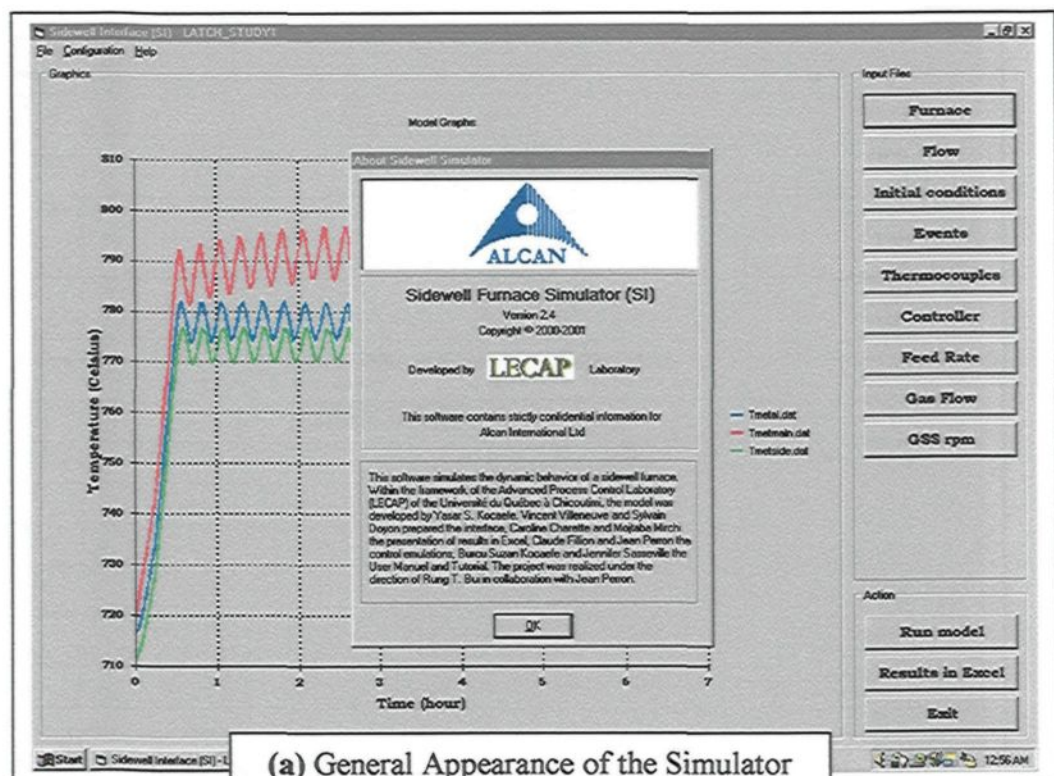 Sidewell Interface (SI) - LATCH_STUDY1
File Configuration Help
Graphics
Model Graphs
810
800
790
780
770
760
750
740
730
720
710
Temperature (Celsius)
0 1 2 3 4 5 6 7
Time (hour)
Tmetal.dat
Tmetmain.dat
Tmetside.dat
About Sidewell Simulator
ALCAN
Sidewell Furnace Simulator (SI)
Version 2.4
Copyright © 2000-2001
Developed by LECAP Laboratory
This software contains strictly confidential information for
Alcan International Ltd
This software simulates the dynamic behavior of a sidewell furnace.
Within the framework of the Advanced Process Control Laboratory
(LECAP) of the Université du Québec à Chicoutimi, the model was
developed by Yasar S. Kocaefe. Vincent Villeneuve and Sylvain
Doyon prepared the interface, Caroline Charette and Mojtaba Mirchi
the presentation of results in Excel, Claude Fillion and Jean Perron the
control emulations, Burcu Suzan Kocaefe and Jennifer Sasseville the
User Manuel and Tutorial. The project was realized under the
direction of Rung T. Bui in collaboration with Jean Perron.
OK
Input Files
Furnace
Flow
Initial conditions
Events
Thermocouples
Controller
Feed Rate
Gas Flow
GSS rpm
Action
Run model
Results in Excel
Exit
Start
Sidewell Interface (SI) - L
12:56 AM
(a) General Appearance of the Simulator